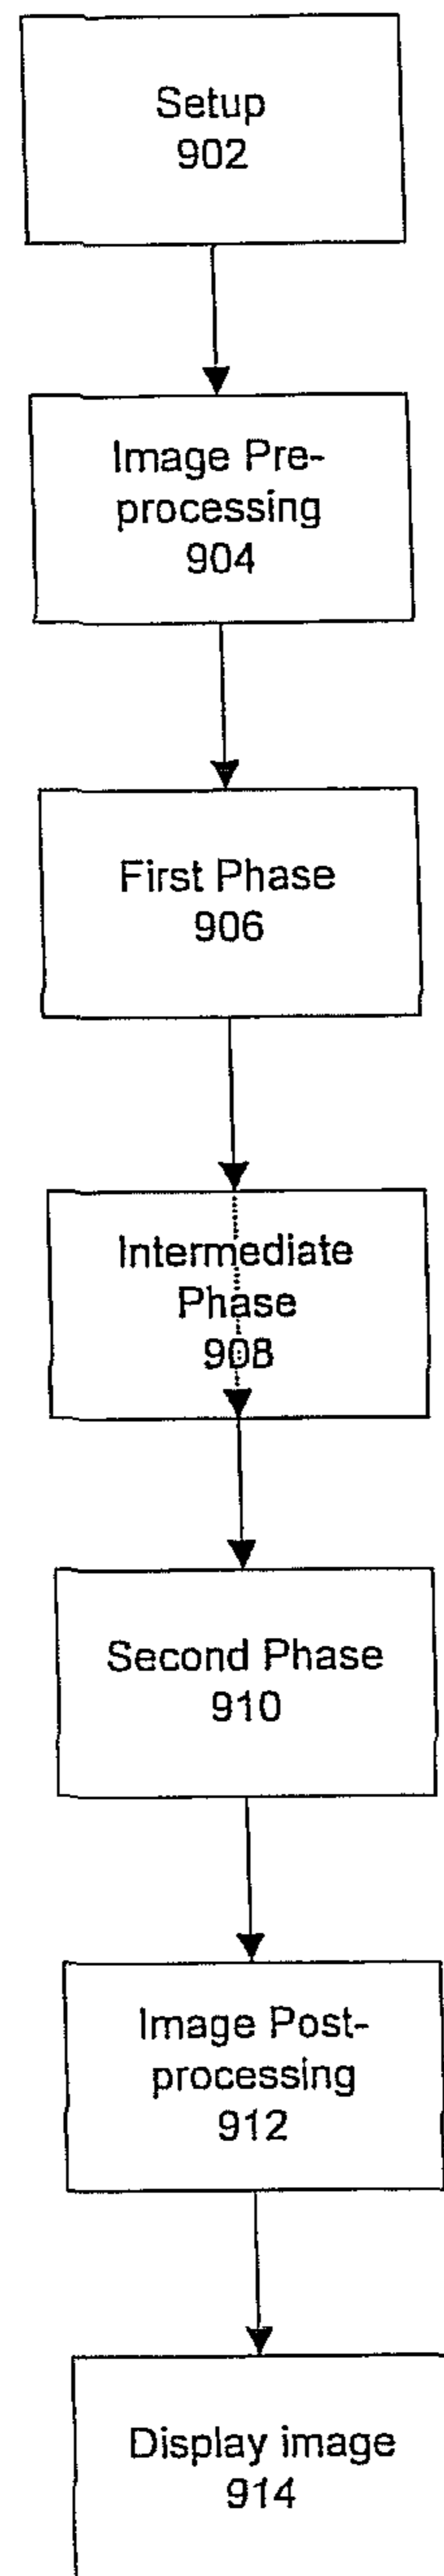 Setup
902
Image Pre-
processing
904
First Phase
906
Intermediate
Phase
908
Second Phase
910
Image Post-
processing
912
Display image
914